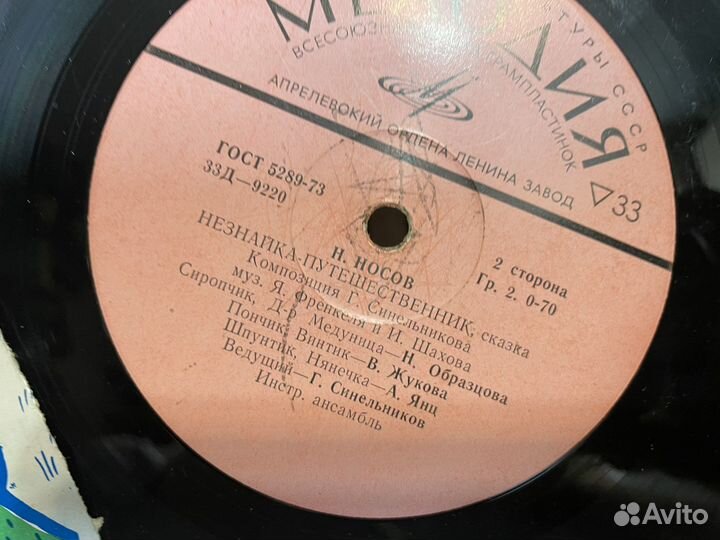 ТУРЫ СССР
ВСЕСОЮЗН
ГРАМПЛАСТИНОК
АПРЕЛЕВСКИЙ ОРДЕНА ЛЕНИНА ЗАВОД
▷33
ГОСТ 5289-73
33Д—9220
2 сторона
Гр. 2. 0-70
Н. НОСОВ
НЕЗНАЙКА-ПУТЕШЕСТВЕННИК, сказка
Композиция Г. Синельникова
муз. Я. Френкеля и И. Шахова
Сиропчик, Д-р Медуница—Н. Образцова
Пончик, Винтик—В. Жукова
Шпунтик, Нянечка—А. Янц
Ведущий—Г. Синельников
Инстр. ансамбль
Avito